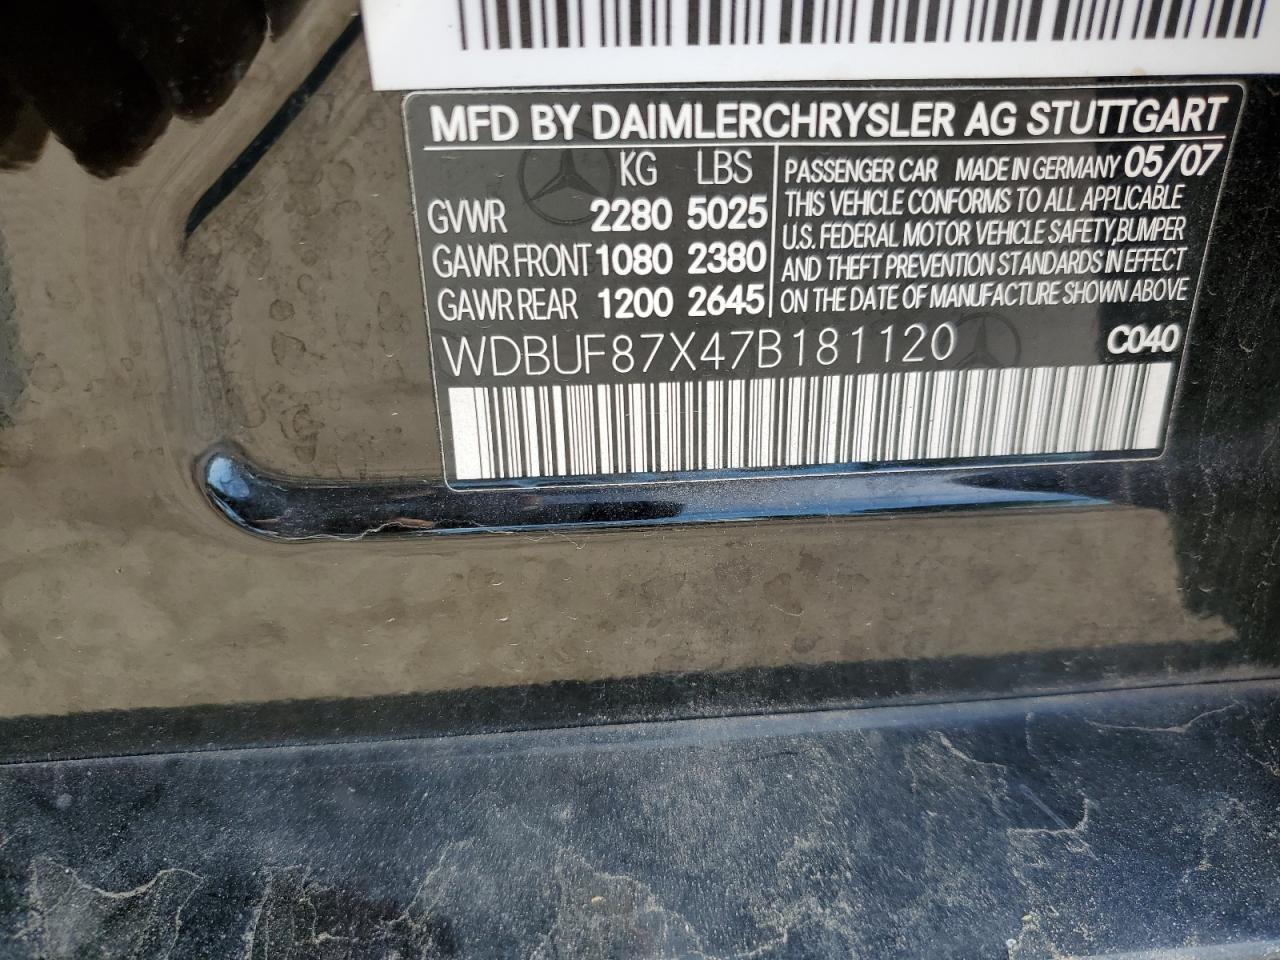 MFD BY DAIMLERCHRYSLER AG STUTTGART
KG LBS
GVWR 2280 5025
GAWR FRONT 1080 2380
GAWR REAR 1200 2645
PASSENGER CAR MADE IN GERMANY 05/07
THIS VEHICLE CONFORMS TO ALL APPLICABLE
U.S. FEDERAL MOTOR VEHICLE SAFETY,BUMPER
AND THEFT PREVENTION STANDARDS IN EFFECT
ON THE DATE OF MANUFACTURE SHOWN ABOVE
WDBUF87X47B181120 C040